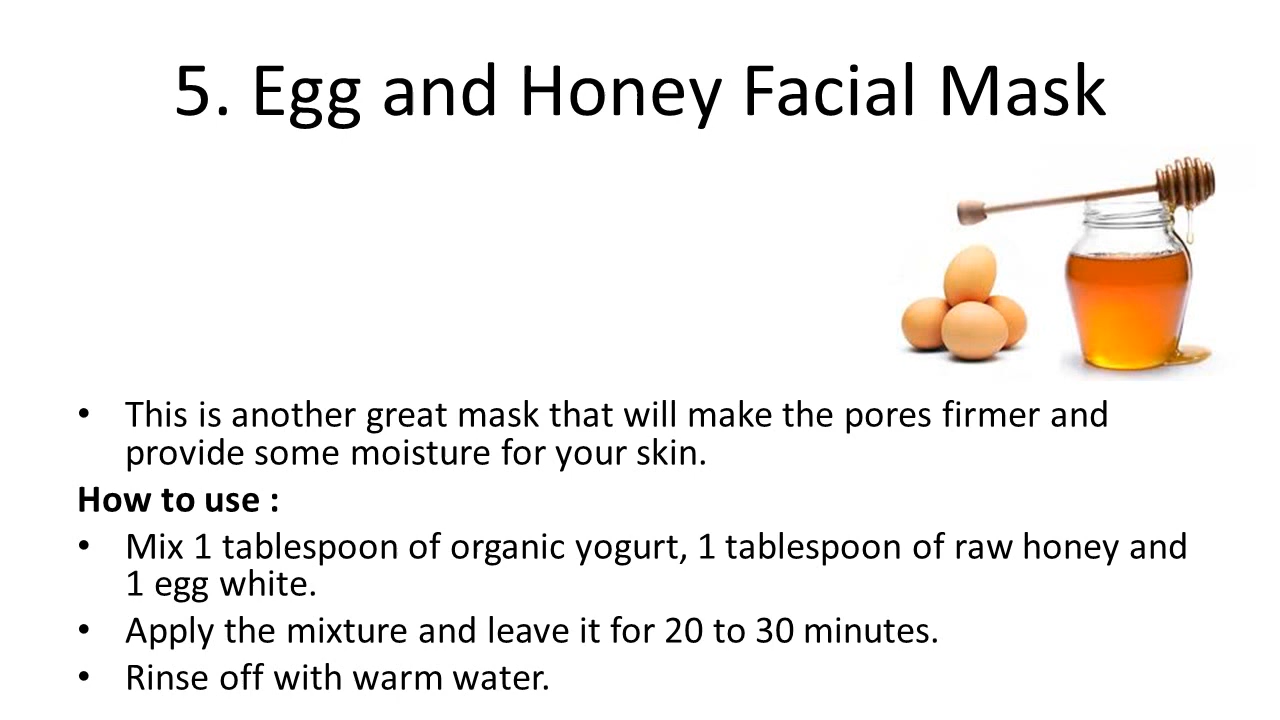 5. Egg and Honey Facial Mask
• This is another great mask that will make the pores firmer and
provide some moisture for your skin.
How to use :
• Mix 1 tablespoon of organic yogurt, 1 tablespoon of raw honey and
1 egg white.
• Apply the mixture and leave it for 20 to 30 minutes.
• Rinse off with warm water.